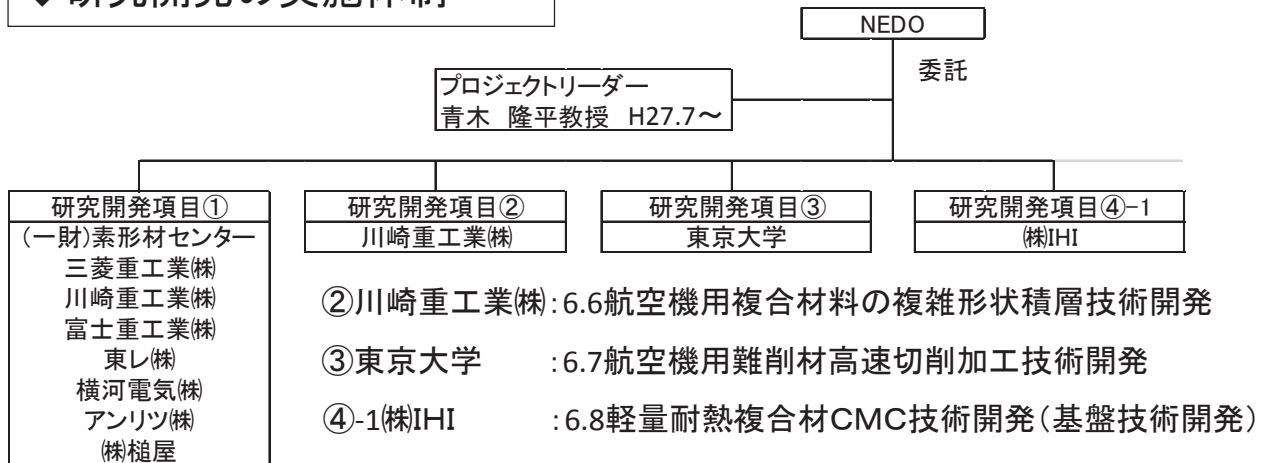 ◆ 研究開発の実施体制
NEDO
委託
プロジェクトリーダー
青木 隆平教授 H27.7～
研究開発項目①
(一財)素形材センター
三菱重工業㈱
川崎重工業㈱
富士重工業㈱
東レ㈱
横河電気㈱
アンリツ㈱
㈱槌屋
研究開発項目②
川崎重工業㈱
研究開発項目③
東京大学
研究開発項目④-1
㈱IHI
②川崎重工業㈱:6.6航空機用複合材料の複雑形状積層技術開発
③東京大学 :6.7航空機用難削材高速切削加工技術開発
④-1㈱IHI :6.8軽量耐熱複合材CMC技術開発(基盤技術開発)